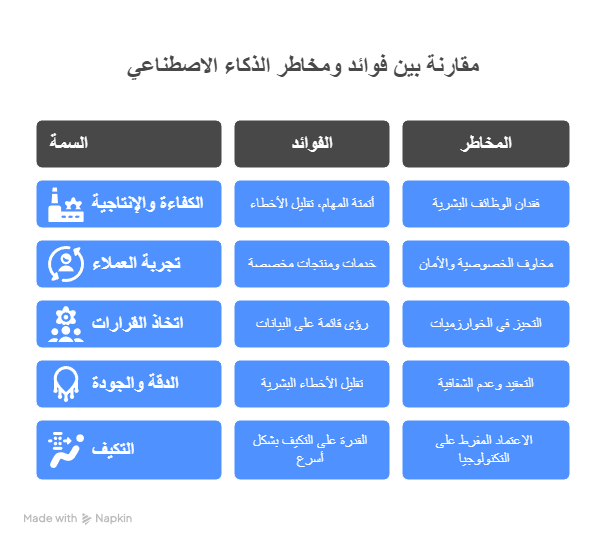 مقارنة بين فوائد ومخاطر الذكاء الاصطناعي
السمة
الفوائد
المخاطر
الكفاءة والإنتاجية
أتمتة المهام، تقليل الأخطاء
فقدان الوظائف البشرية
تجربة العملاء
خدمات ومنتجات مخصصة
مخاوف الخصوصية والأمان
اتخاذ القرارات
رؤى قائمة على البيانات
التحيز في الخوارزميات
الدقة والجودة
تقليل الأخطاء البشرية
التعقيد وعدم الشفافية
التكيف
القدرة على التكيف بشكل
أسرع
الاعتماد المفرط على
التكنولوجيا
Made with Napkin